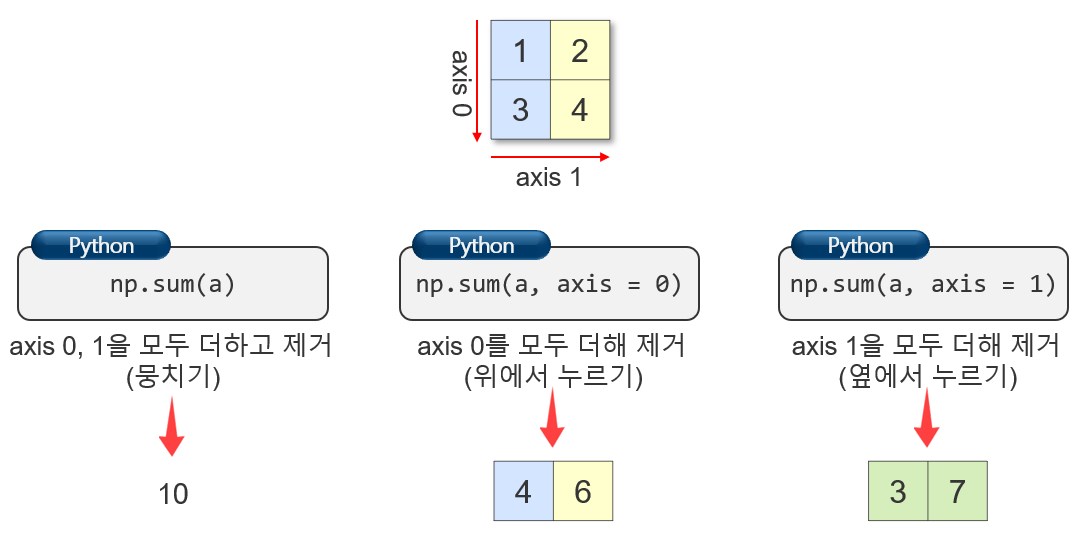 axis 0
1 2
3 4
axis 1
Python
np.sum(a)
axis 0, 1을 모두 더하고 제거
(뭉치기)
10
Python
np.sum(a, axis = 0)
axis 0를 모두 더해 제거
(위에서 누르기)
4 6
Python
np.sum(a, axis = 1)
axis 1을 모두 더해 제거
(옆에서 누르기)
3 7